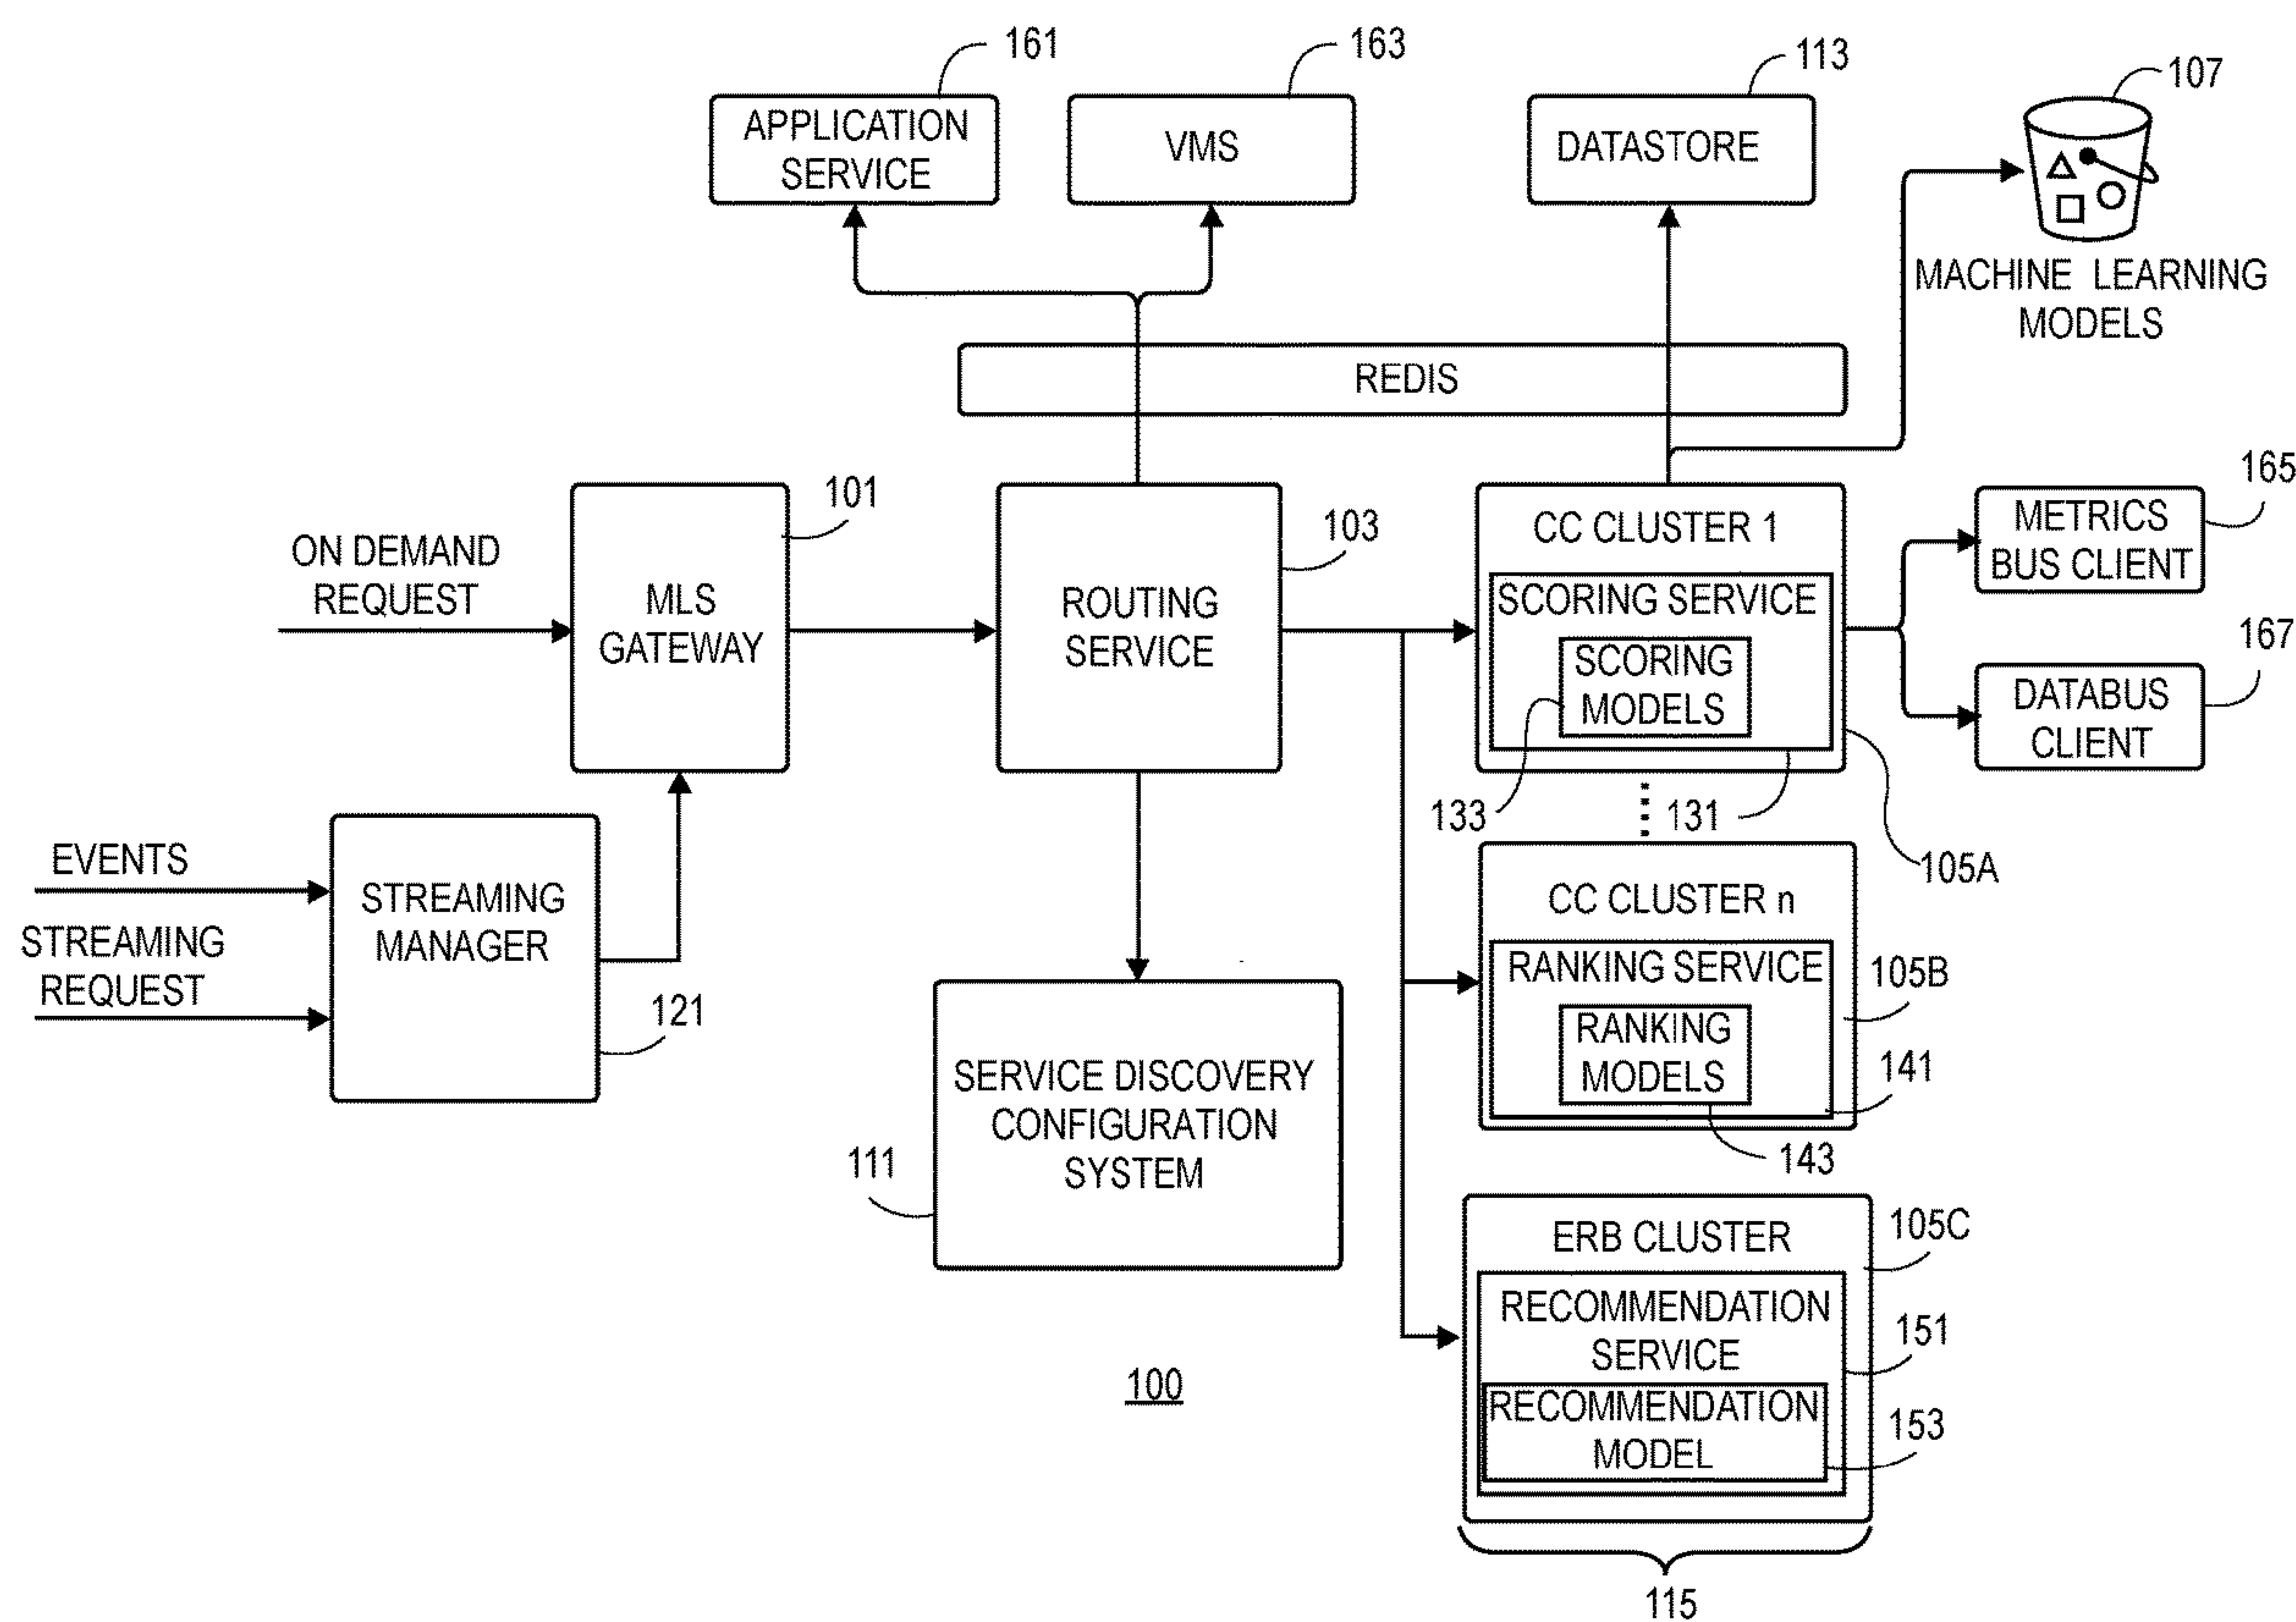 161
163
113
107
APPLICATION
SERVICE
VMS
DATASTORE
MACHINE LEARNING
MODELS
REDIS
101
103
165
ON DEMAND
REQUEST
MLS
GATEWAY
ROUTING
SERVICE
CC CLUSTER 1
SCORING SERVICE
SCORING
MODELS
METRICS
BUS CLIENT
167
DATABUS
CLIENT
133
131
105A
EVENTS
STREAMING
REQUEST
STREAMING
MANAGER
121
CC CLUSTER n
RANKING SERVICE
RANKING
MODELS
105B
141
143
SERVICE DISCOVERY
CONFIGURATION
SYSTEM
111
ERB CLUSTER
105C
RECOMMENDATION
SERVICE
151
RECOMMENDATION
MODEL
153
100
115